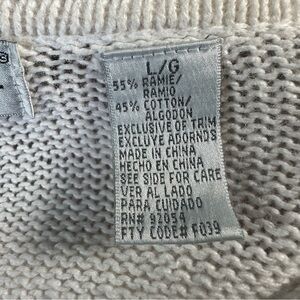 L/G
55% RAMIE/
RAMIO
45% COTTON/
ALGODON
EXCLUSIVE OF TRIM
EXCLUYE ADORNOS
MADE IN CHINA
HECHO EN CHINA
SEE SIDE FOR CARE
VER AL LADO
PARA CUIDADO
RN# 92054
FTY CODE# F039